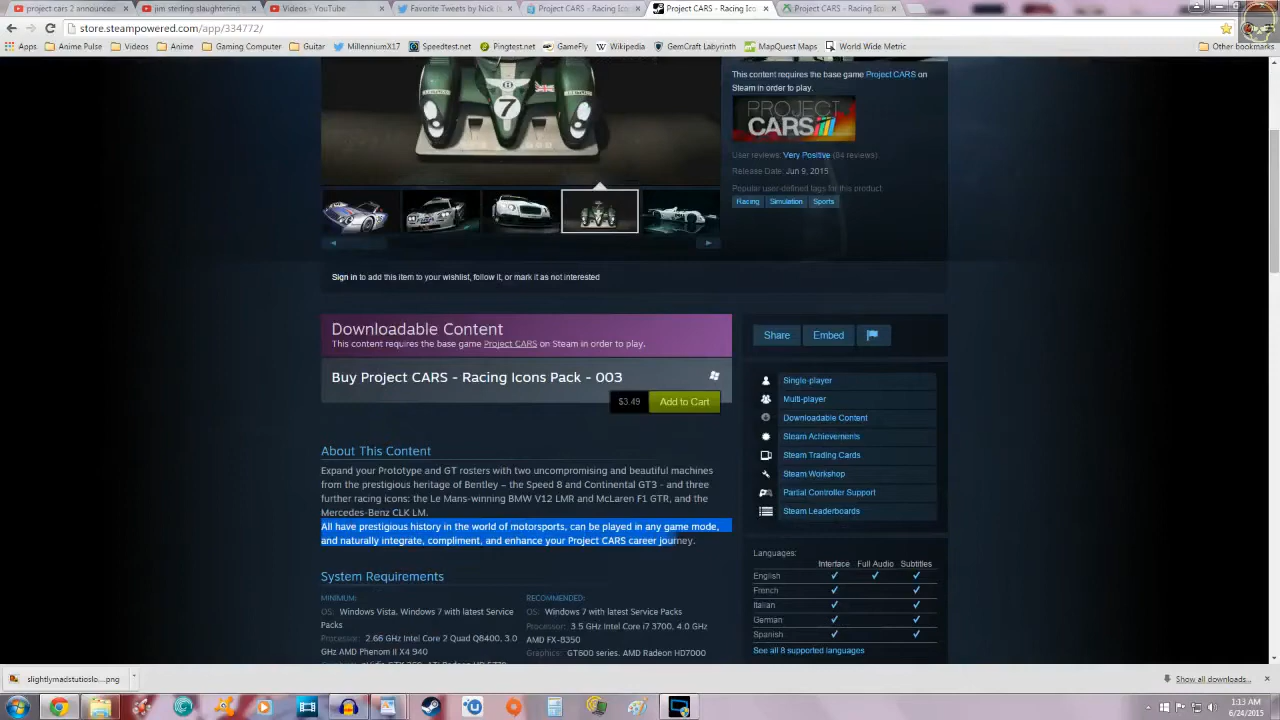 project cars 2 announced
jim sterling slaughtering
Videos - YouTube
Favorite Tweets by Nick
Project CARS - Racing Icons
Project CARS - Racing Icon
Project CARS - Racing Icon
store.steampowered.com/app/334772/
Apps
Anime Pulse
Videos
Anime
Gaming Computer
Guitar
MillenniumX17
Speedtest.net
Pingtest.net
GameFly
Wikipedia
GemCraft Labyrinth
MapQuest Maps
World Wide Metric
Other bookmarks
7
This content requires the base game Project CARS on
Steam in order to play.
PROJECT
CARS
User reviews: Very Positive (84 reviews)
Release Date: Jun 9, 2015
Popular user-defined tags for this product:
Racing
Simulation
Sports
Sign in to add this item to your wishlist, follow it, or mark it as not interested
Downloadable Content
This content requires the base game Project CARS on Steam in order to play.
Buy Project CARS - Racing Icons Pack - 003
$3.49
Add to Cart
Share
Embed
Single-player
Multi-player
Downloadable Content
Steam Achievements
Steam Trading Cards
Steam Workshop
Partial Controller Support
Steam Leaderboards
About This Content
Expand your Prototype and GT rosters with two uncompromising and beautiful machines
from the prestigious heritage of Bentley – the Speed 8 and Continental GT3 - and three
further racing icons: the Le Mans-winning BMW V12 LMR and McLaren F1 GTR, and the
Mercedes-Benz CLK LM.
All have prestigious history in the world of motorsports, can be played in any game mode,
and naturally integrate, compliment, and enhance your Project CARS career journey.
Languages:
Interface
Full Audio
Subtitles
English
French
Italian
German
Spanish
See all 8 supported languages
System Requirements
MINIMUM:
OS: Windows Vista, Windows 7 with latest Service
Packs
Processor: 2.66 GHz Intel Core 2 Quad Q8400, 3.0
GHz AMD Phenom II X4 940
RECOMMENDED:
OS: Windows 7 with latest Service Packs
Processor: 3.5 GHz Intel Core i7 3700, 4.0 GHz
AMD FX-8350
Graphics: GT600 series, AMD Radeon HD7000
slightlymadstutioslo....png
Show all downloads...
1:13 AM
6/24/2015